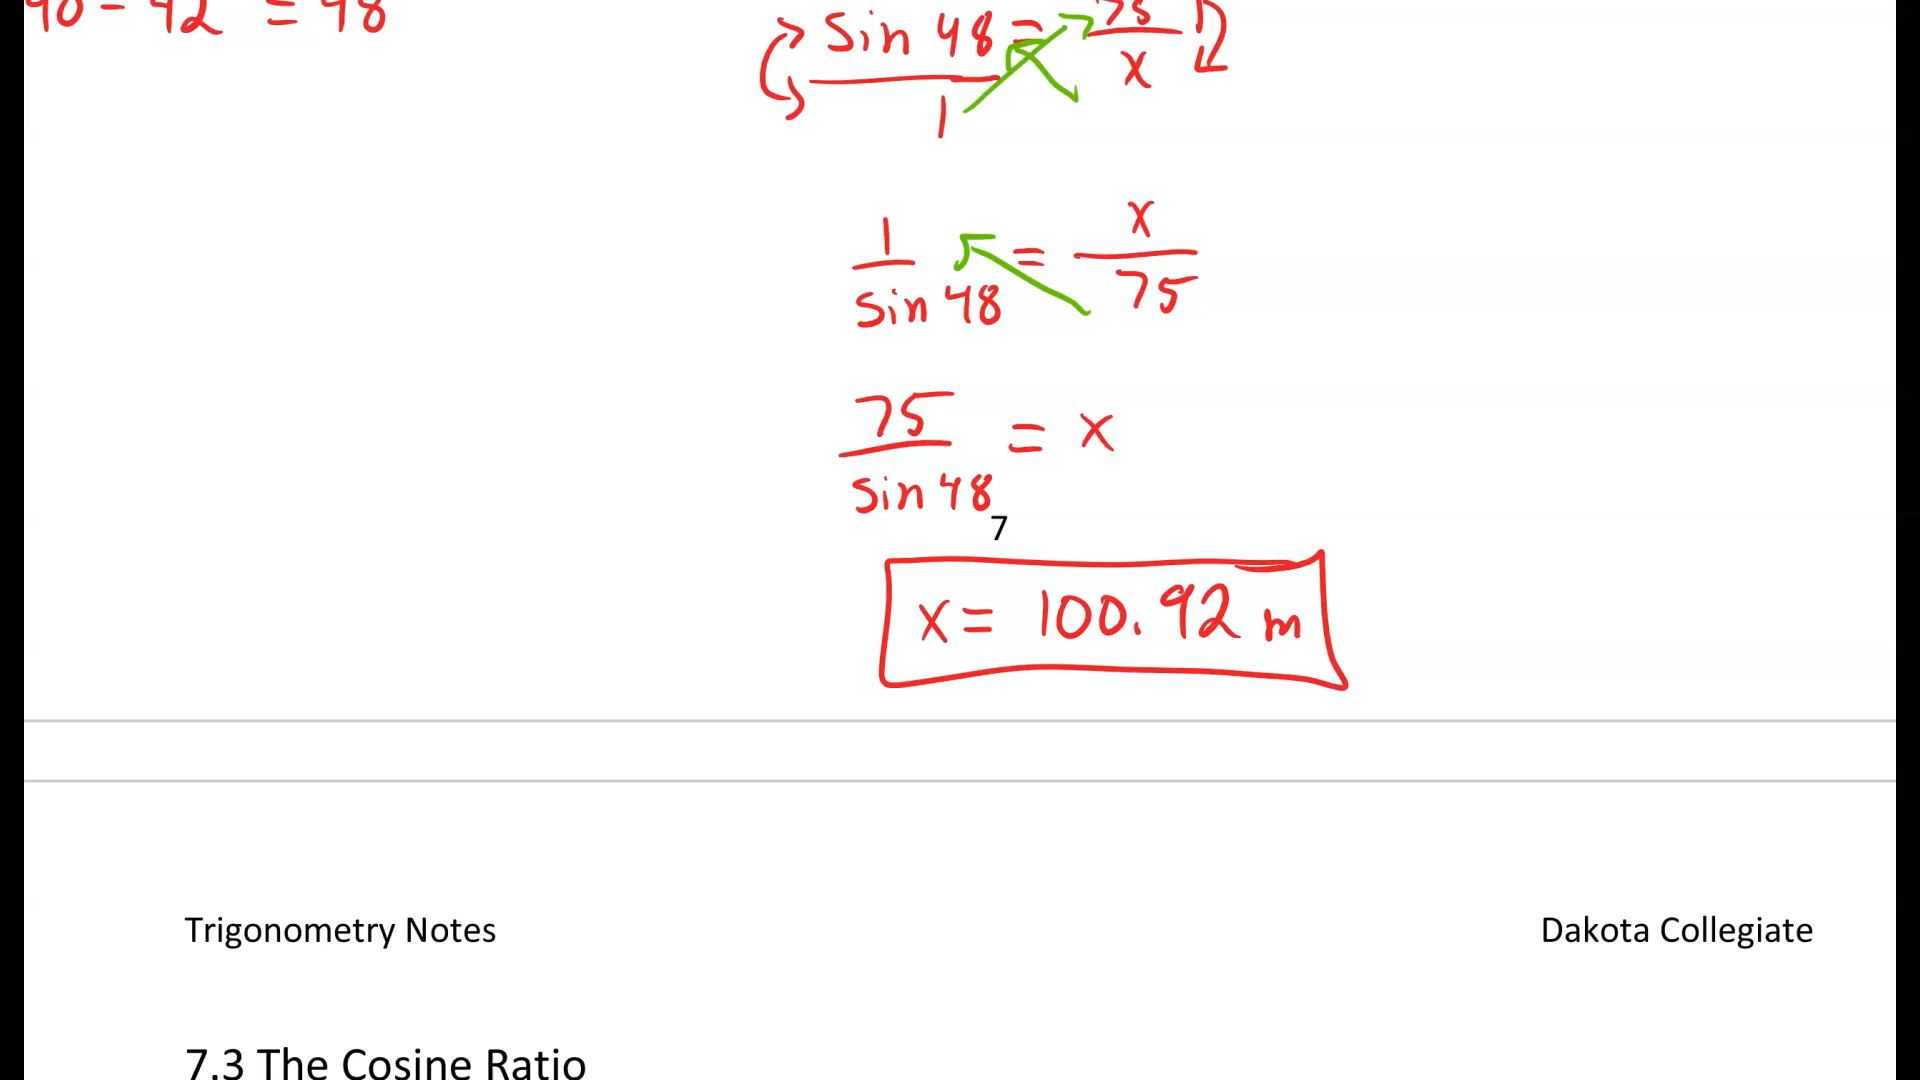 90 - 42 = 48
sin 48 = 75
1 x
1 = x
sin 48 75
75 = x
sin 48
7
x = 100.92 m
Trigonometry Notes Dakota Collegiate
7.3 The Cosine Ratio